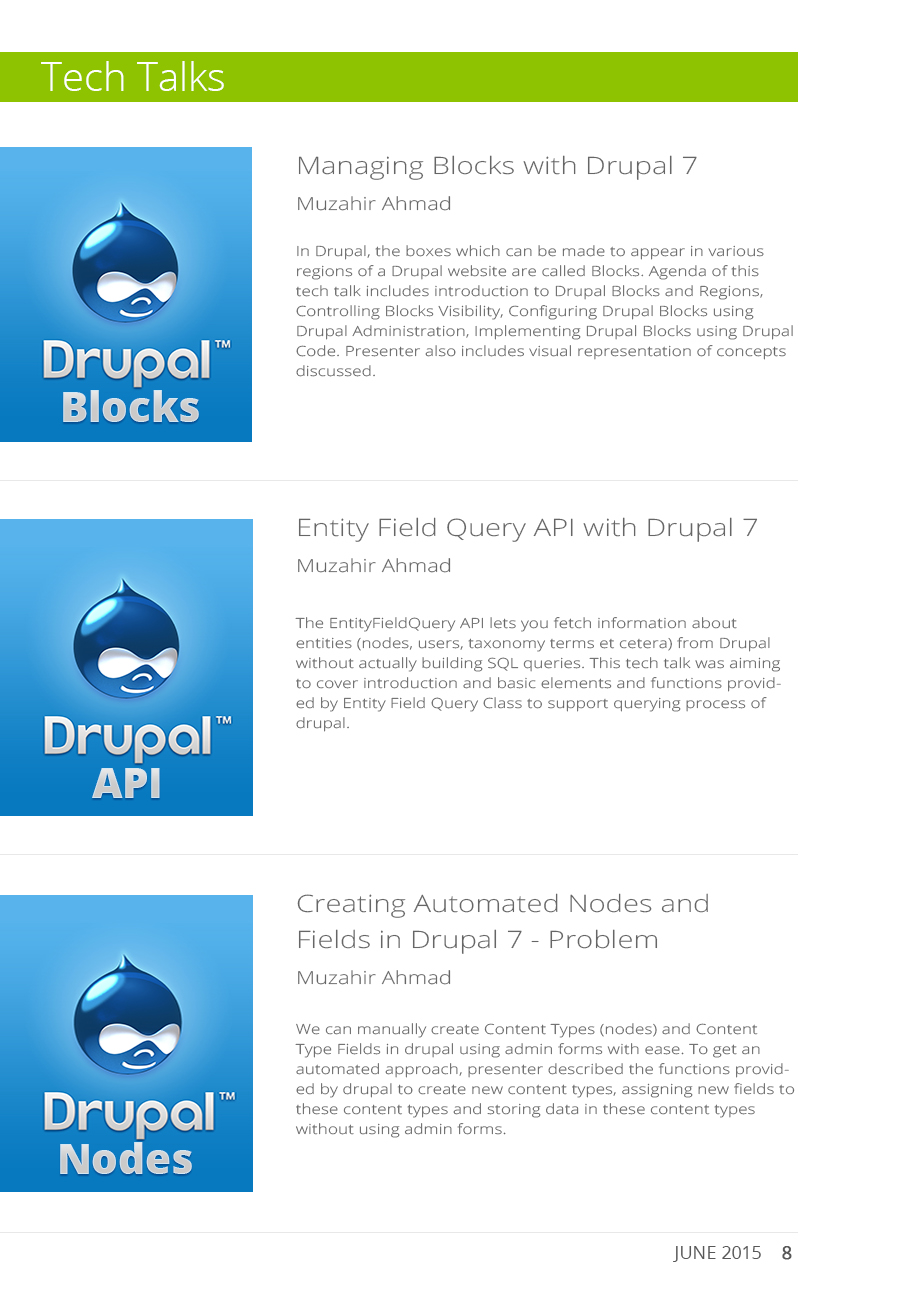 Tech Talks
Drupal™
Blocks
Managing Blocks with Drupal 7
Muzahir Ahmad
In Drupal, the boxes which can be made to appear in various
regions of a Drupal website are called Blocks. Agenda of this
tech talk includes introduction to Drupal Blocks and Regions,
Controlling Blocks Visibility, Configuring Drupal Blocks using
Drupal Administration, Implementing Drupal Blocks using Drupal
Code. Presenter also includes visual representation of concepts
discussed.
Drupal™
API
Entity Field Query API with Drupal 7
Muzahir Ahmad
The EntityFieldQuery API lets you fetch information about
entities (nodes, users, taxonomy terms et cetera) from Drupal
without actually building SQL queries. This tech talk was aiming
to cover introduction and basic elements and functions provid-
ed by Entity Field Query Class to support querying process of
drupal.
Drupal™
Nodes
Creating Automated Nodes and
Fields in Drupal 7 - Problem
Muzahir Ahmad
We can manually create Content Types (nodes) and Content
Type Fields in drupal using admin forms with ease. To get an
automated approach, presenter described the functions provid-
ed by drupal to create new content types, assigning new fields to
these content types and storing data in these content types
without using admin forms.
JUNE 2015 8